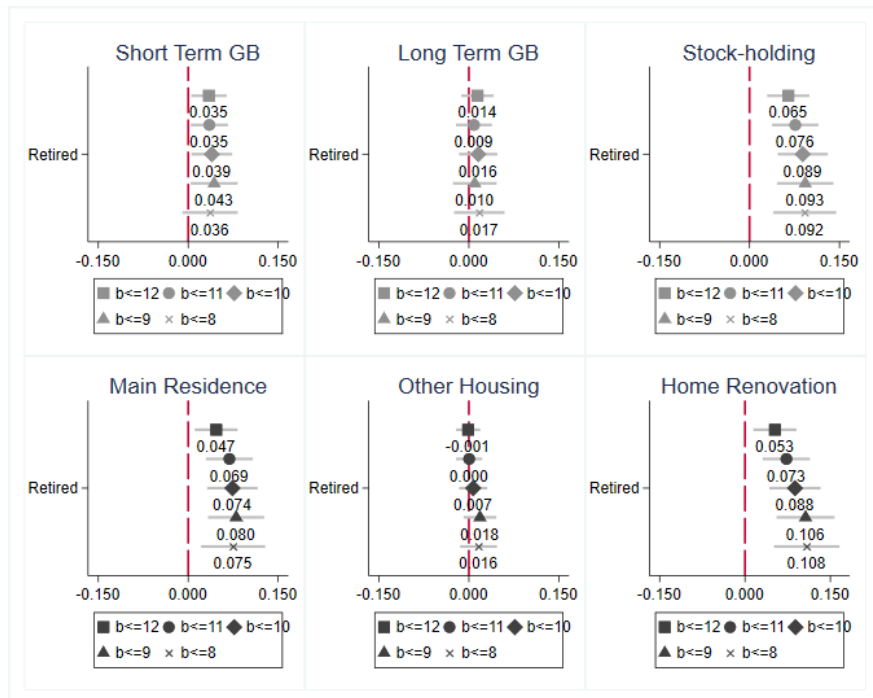 Short Term GB
Retired
0.035
0.035
0.039
0.043
0.036
-0.150 0.000 0.150
b<=12 b<=11 b<=10
b<=9 b<=8
Long Term GB
Retired
0.014
0.009
0.016
0.010
0.017
-0.150 0.000 0.150
b<=12 b<=11 b<=10
b<=9 b<=8
Stock-holding
Retired
0.065
0.076
0.089
0.093
0.092
-0.150 0.000 0.150
b<=12 b<=11 b<=10
b<=9 b<=8
Main Residence
Retired
0.047
0.069
0.074
0.080
0.075
-0.150 0.000 0.150
b<=12 b<=11 b<=10
b<=9 b<=8
Other Housing
Retired
-0.001
0.000
0.007
0.018
0.016
-0.150 0.000 0.150
b<=12 b<=11 b<=10
b<=9 b<=8
Home Renovation
Retired
0.053
0.073
0.088
0.106
0.108
-0.150 0.000 0.150
b<=12 b<=11 b<=10
b<=9 b<=8